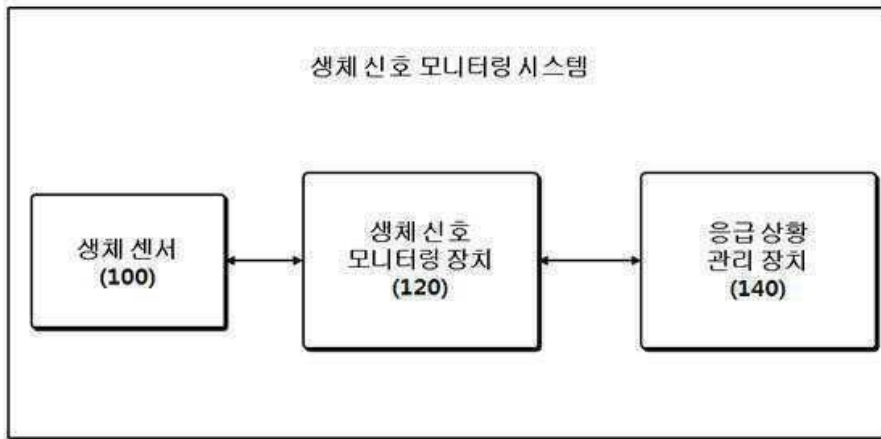 생체 신호 모니터링 시스템
생체 센서
(100)
생체 신호
모니터링 장치
(120)
응급 상황
관리 장치
(140)